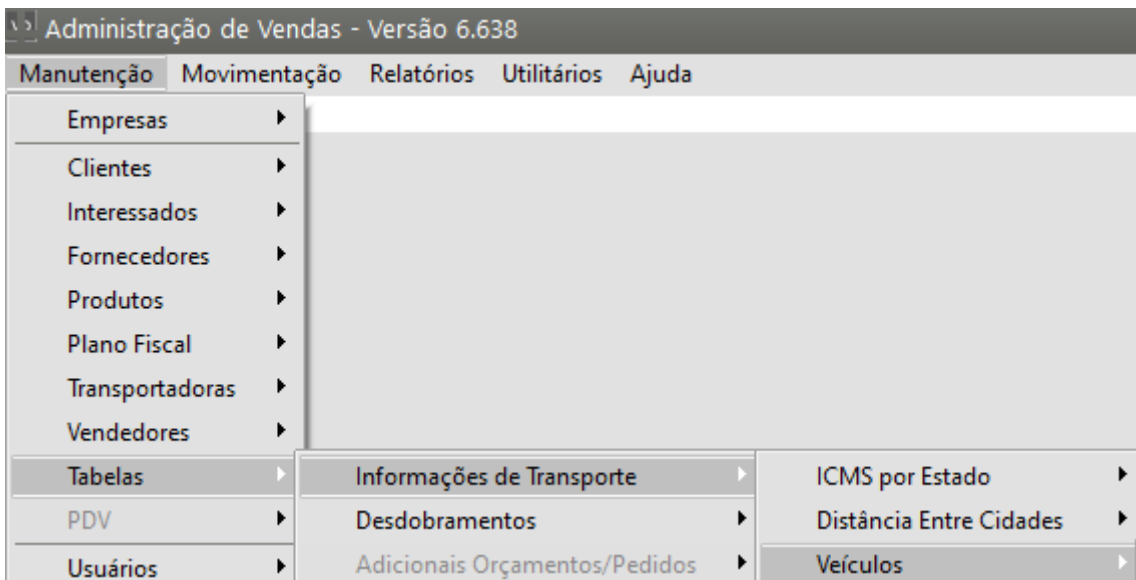 Administração de Vendas - Versão 6.638
Manutenção Movimentação Relatórios Utilitários Ajuda
Empresas
Clientes
Interessados
Fornecedores
Produtos
Plano Fiscal
Transportadoras
Vendedores
Tabelas Informações de Transporte ICMS por Estado
PDV Desdobramentos Distância Entre Cidades
Usuários Adicionais Orçamentos/Pedidos Veículos